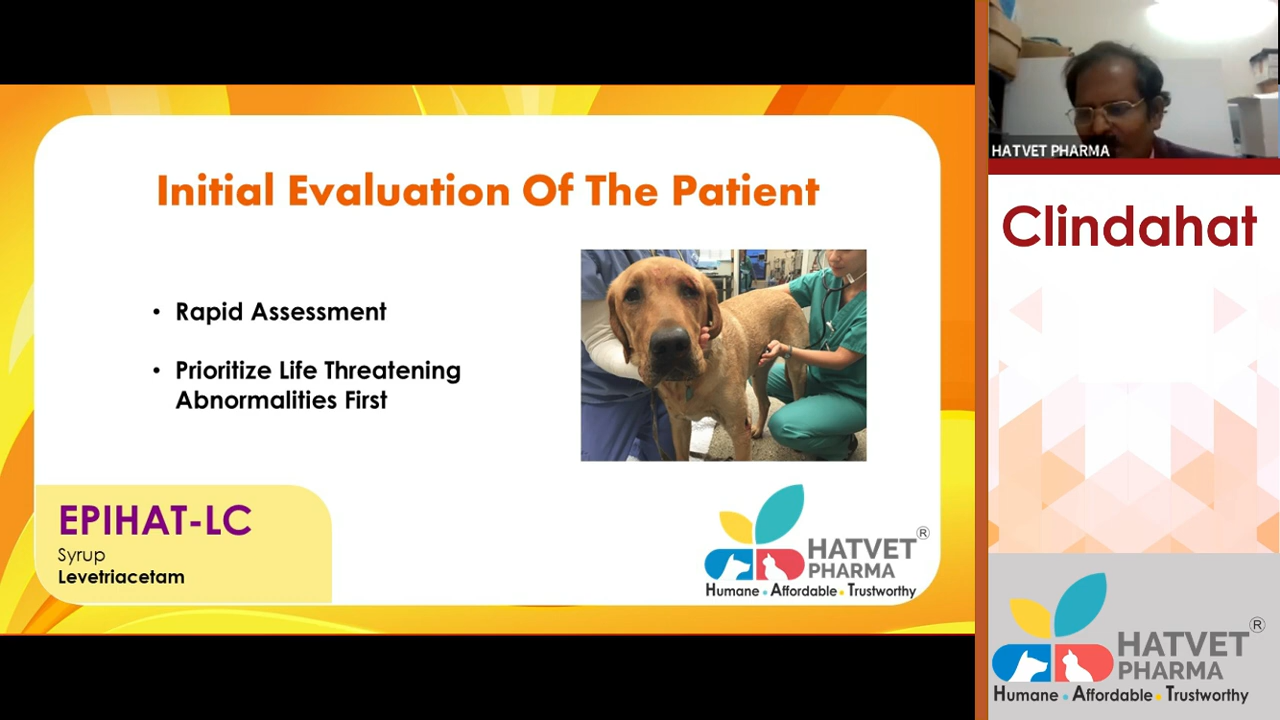 Initial Evaluation Of The Patient
• Rapid Assessment
• Prioritize Life Threatening
Abnormalities First
EPIHAT-LC
Syrup
Levetriacetam
HATVET®
PHARMA
Humane • Affordable • Trustworthy
HATVET PHARMA
Clindahat
HATVET®
PHARMA
Humane • Affordable • Trustworthy